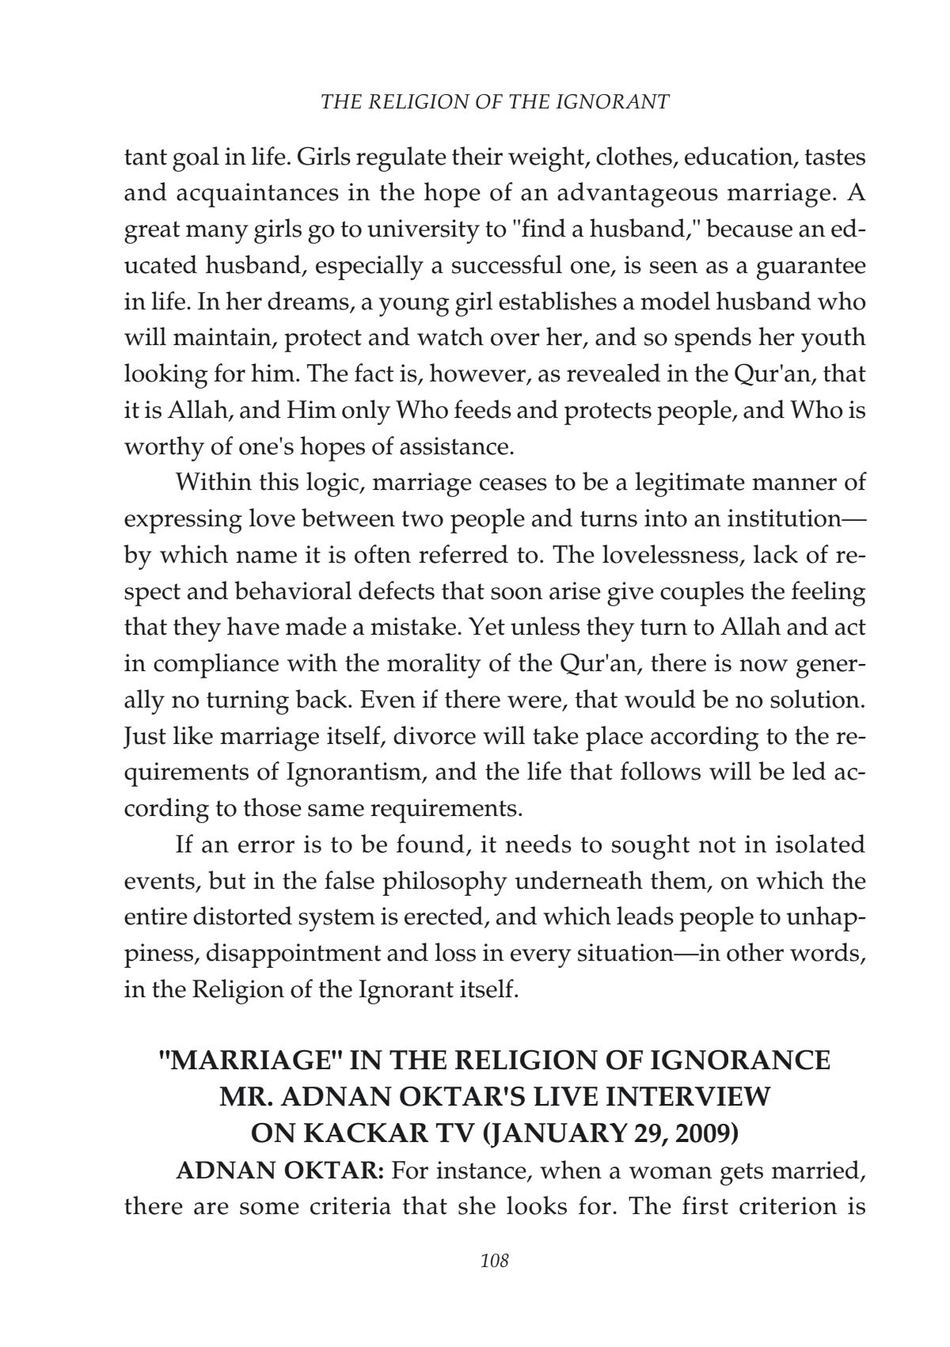 THE RELIGION OF THE IGNORANT
tant goal in life. Girls regulate their weight, clothes, education, tastes
and acquaintances in the hope of an advantageous marriage. A
great many girls go to university to "find a husband," because an ed-
ucated husband, especially a successful one, is seen as a guarantee
in life. In her dreams, a young girl establishes a model husband who
will maintain, protect and watch over her, and so spends her youth
looking for him. The fact is, however, as revealed in the Qur'an, that
it is Allah, and Him only Who feeds and protects people, and Who is
worthy of one's hopes of assistance.
Within this logic, marriage ceases to be a legitimate manner of
expressing love between two people and turns into an institution—
by which name it is often referred to. The lovelessness, lack of re-
spect and behavioral defects that soon arise give couples the feeling
that they have made a mistake. Yet unless they turn to Allah and act
in compliance with the morality of the Qur'an, there is now gener-
ally no turning back. Even if there were, that would be no solution.
Just like marriage itself, divorce will take place according to the re-
quirements of Ignorantism, and the life that follows will be led ac-
cording to those same requirements.
If an error is to be found, it needs to sought not in isolated
events, but in the false philosophy underneath them, on which the
entire distorted system is erected, and which leads people to unhap-
piness, disappointment and loss in every situation—in other words,
in the Religion of the Ignorant itself.
"MARRIAGE" IN THE RELIGION OF IGNORANCE
MR. ADNAN OKTAR'S LIVE INTERVIEW
ON KACKAR TV (JANUARY 29, 2009)
ADNAN OKTAR: For instance, when a woman gets married,
there are some criteria that she looks for. The first criterion is
108